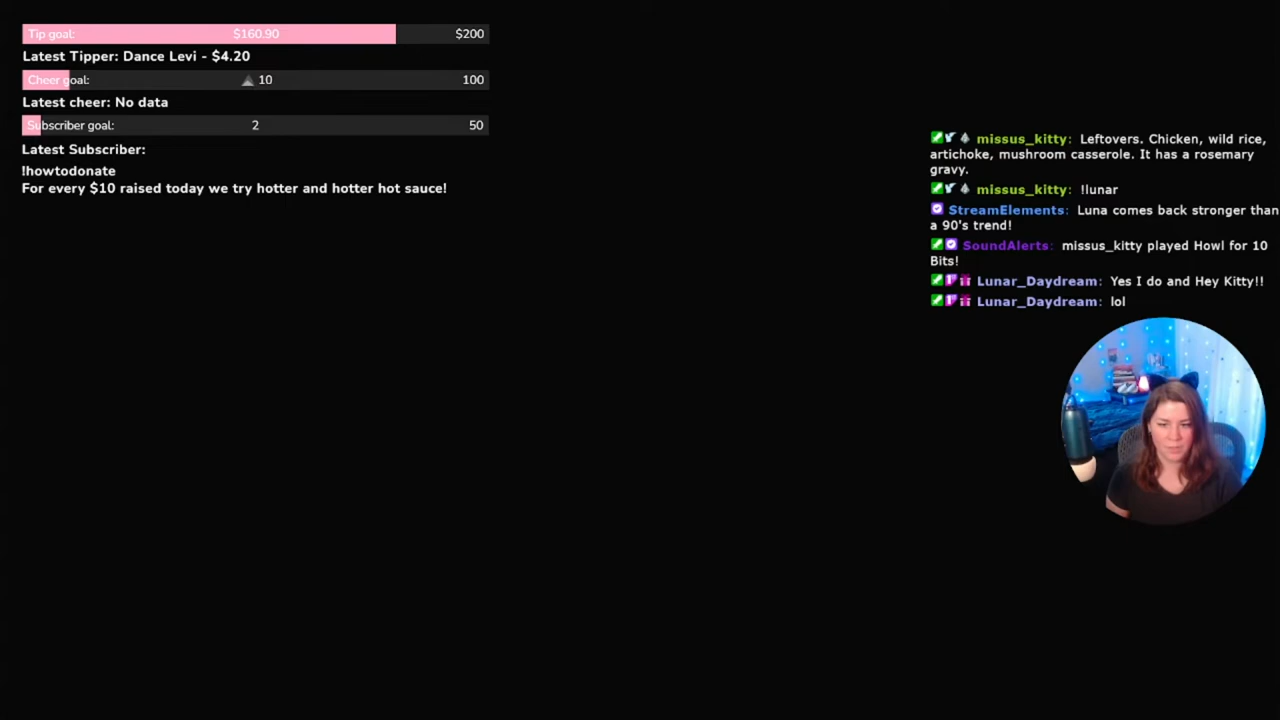 Tip goal: $160.90 $200
Latest Tipper: Dance Levi - $4.20
Cheer goal: 10 100
Latest cheer: No data
Subscriber goal: 2 50
Latest Subscriber:
!howtodonate
For every $10 raised today we try hotter and hotter hot sauce!
missus_kitty: Leftovers. Chicken, wild rice,
artichoke, mushroom casserole. It has a rosemary
gravy.
missus_kitty: !lunar
StreamElements: Luna comes back stronger than
a 90's trend!
SoundAlerts: missus_kitty played Howl for 10
Bits!
Lunar_Daydream: Yes I do and Hey Kitty!!
Lunar_Daydream: lol